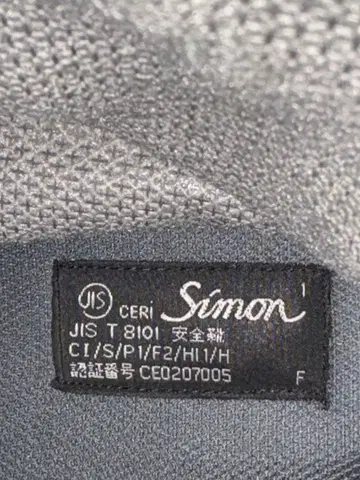 JIS CERI Simon 1
JIS T 8101 安全靴
CI/S/P1/F2/HI1/H
認証番号 CE0207005 F